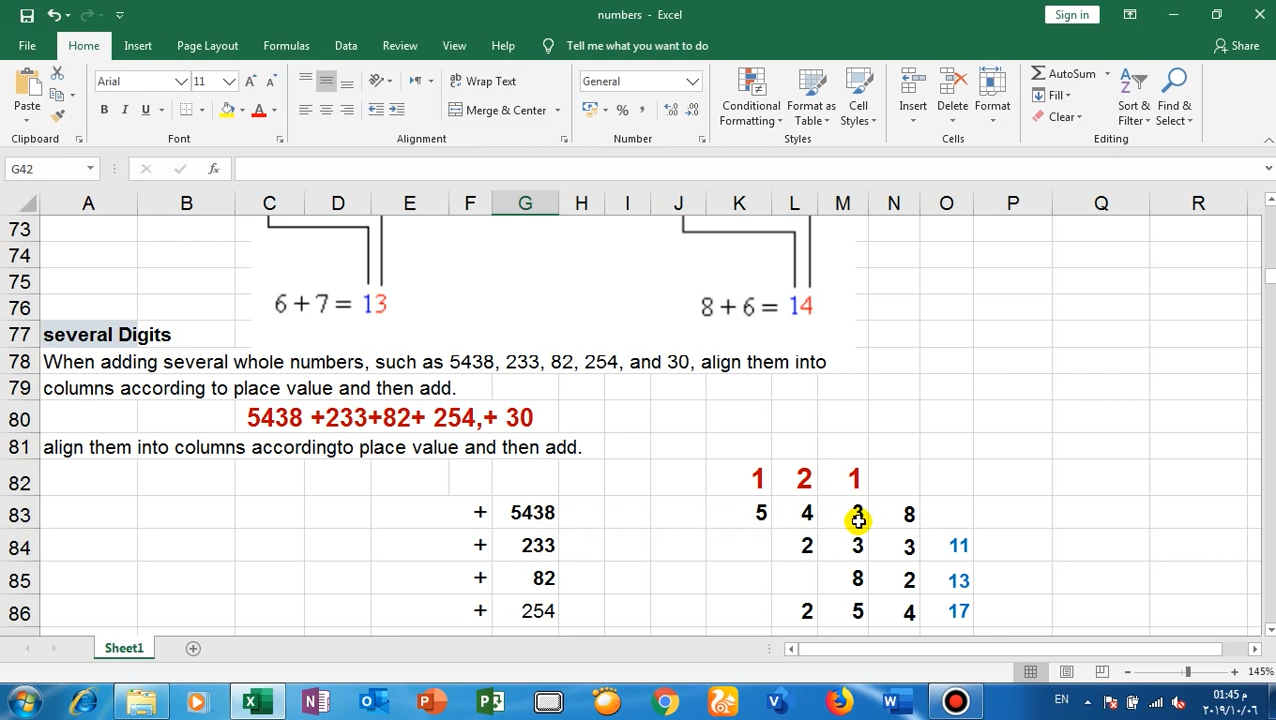 numbers - Excel
Sign in
File Home Insert Page Layout Formulas Data Review View Help Tell me what you want to do Share
Paste
Clipboard
Arial 11
B I U
Font
Wrap Text
Merge & Center
Alignment
General
Number
Conditional Formatting
Format as Table
Cell Styles
Styles
Insert
Delete
Format
Cells
AutoSum
Fill
Clear
Sort & Filter
Find & Select
Editing
G42
fx
A B C D E F G H I J K L M N O P Q R
73
74
75
76
6 + 7 = 13
8 + 6 = 14
77 several Digits
78 When adding several whole numbers, such as 5438, 233, 82, 254, and 30, align them into
79 columns according to place value and then add.
80 5438 +233+82+ 254,+ 30
81 align them into columns accordingto place value and then add.
82 1 2 1
83 + 5438 5 4 3 8
84 + 233 2 3 3 11
85 + 82 8 2 13
86 + 254 2 5 4 17
Sheet1
145%
EN
01:45 م
٢٠١٩/١٠/٠٦